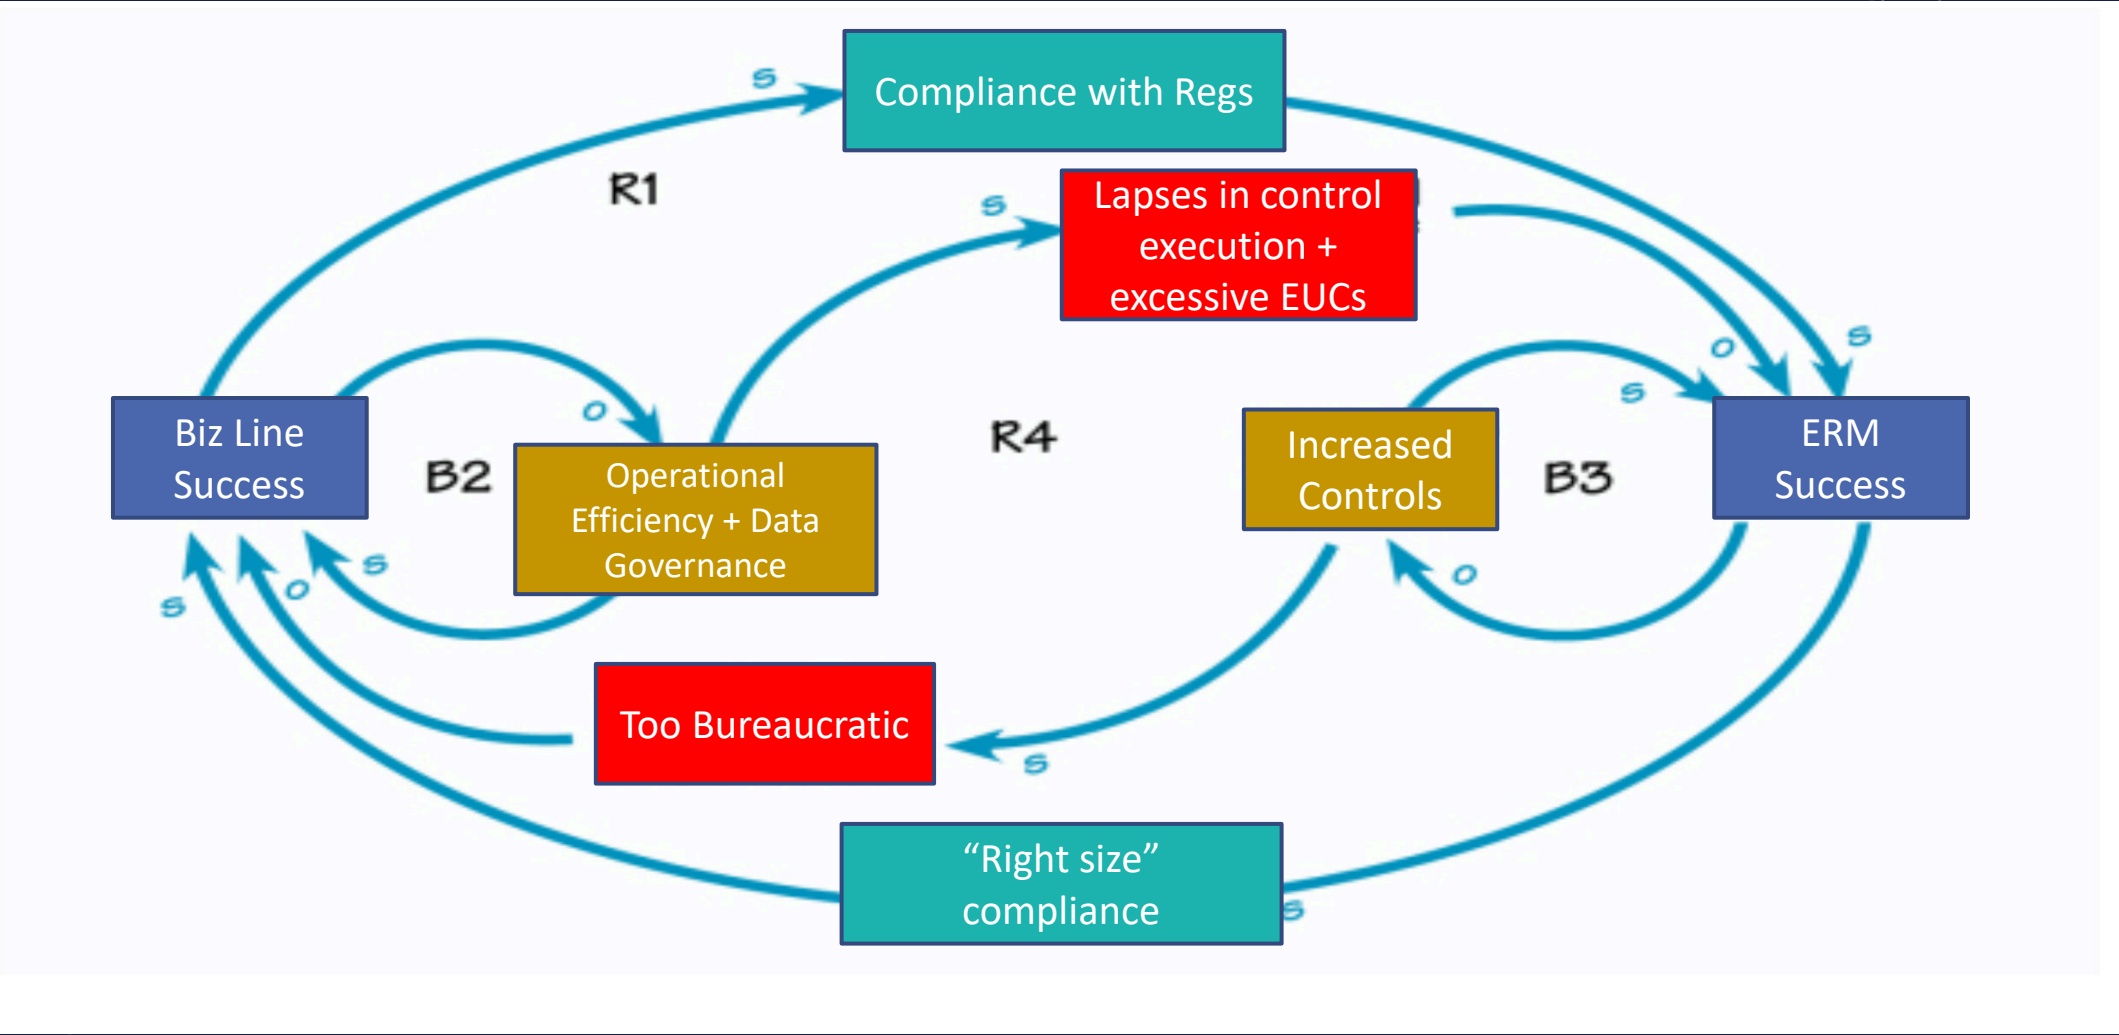 S
Compliance with Regs
R1
S
Lapses in control
execution +
excessive EUCs
O
S
S
O
Biz Line
Success
B2
Operational
Efficiency + Data
Governance
R4
Increased
Controls
B3
ERM
Success
S
O
S
O
Too Bureaucratic
S
“Right size”
compliance
S